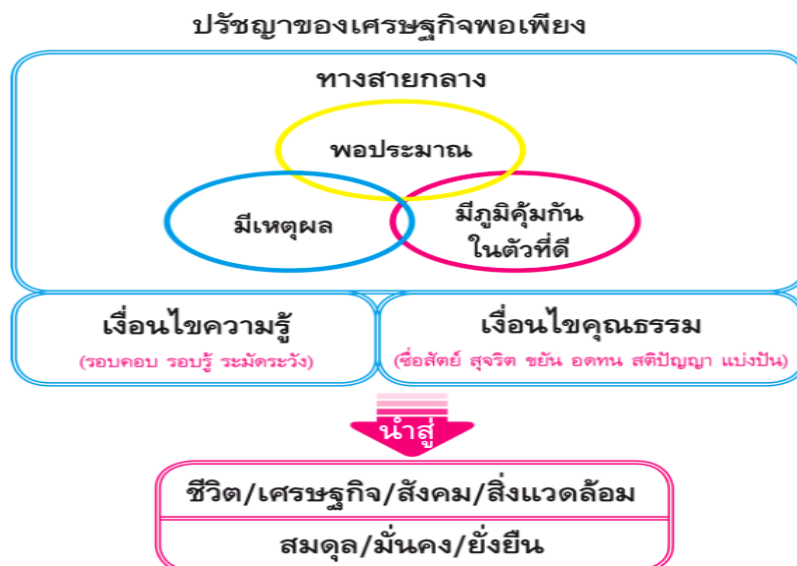 ปรัชญาของเศรษฐกิจพอเพียง
ทางสายกลาง
พอประมาณ
มีเหตุผล
มีภูมิคุ้มกัน
ในตัวที่ดี
เงื่อนไขความรู้
(รอบคอบ รอบรู้ ระมัดระวัง)
เงื่อนไขคุณธรรม
(ซื่อสัตย์ สุจริต ขยัน อดทน สติปัญญา แบ่งปัน)
นำสู่
ชีวิต/เศรษฐกิจ/สังคม/สิ่งแวดล้อม
สมดุล/มั่นคง/ยั่งยืน